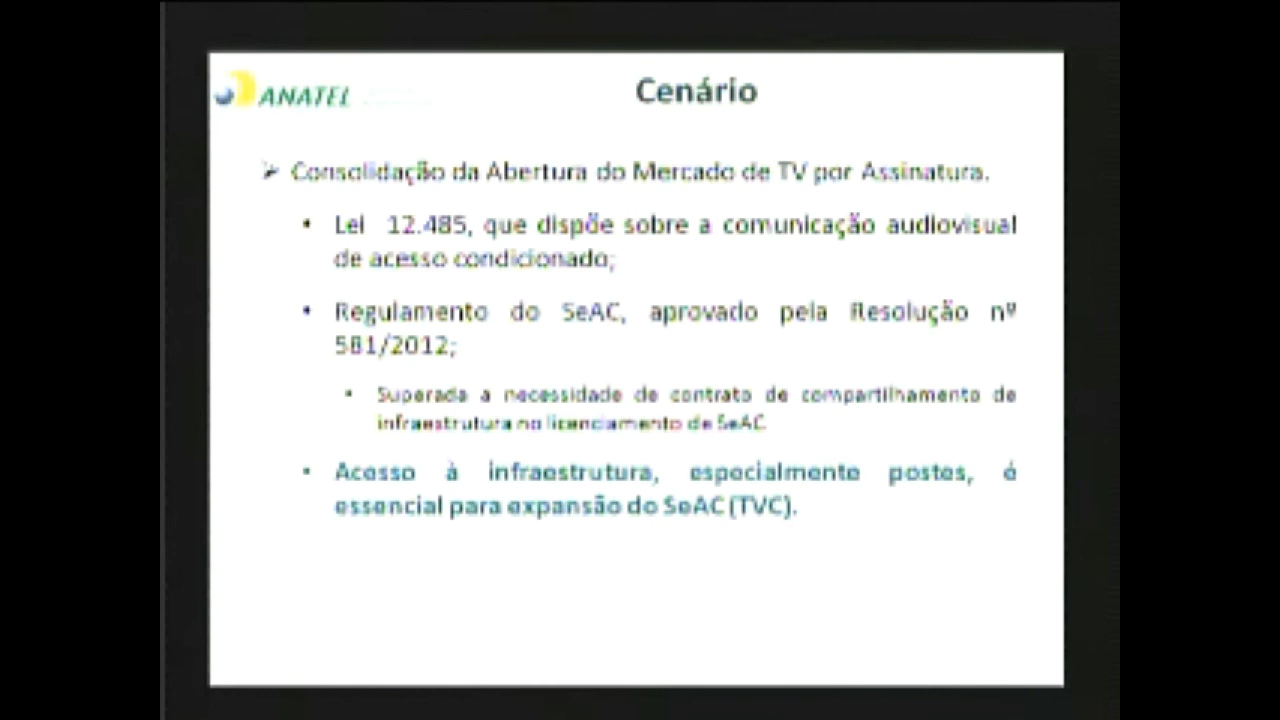 ANATEL
Cenário
➢ Consolidação da Abertura do Mercado de TV por Assinatura.
• Lei 12.485, que dispõe sobre a comunicação audiovisual
de acesso condicionado;
• Regulamento do SeAC, aprovado pela Resolução nº
581/2012;
• Superada a necessidade de contrato de compartilhamento de
infraestrutura no licenciamento de SeAC
• Acesso à infraestrutura, especialmente postes, é
essencial para expansão do SeAC (TVC).